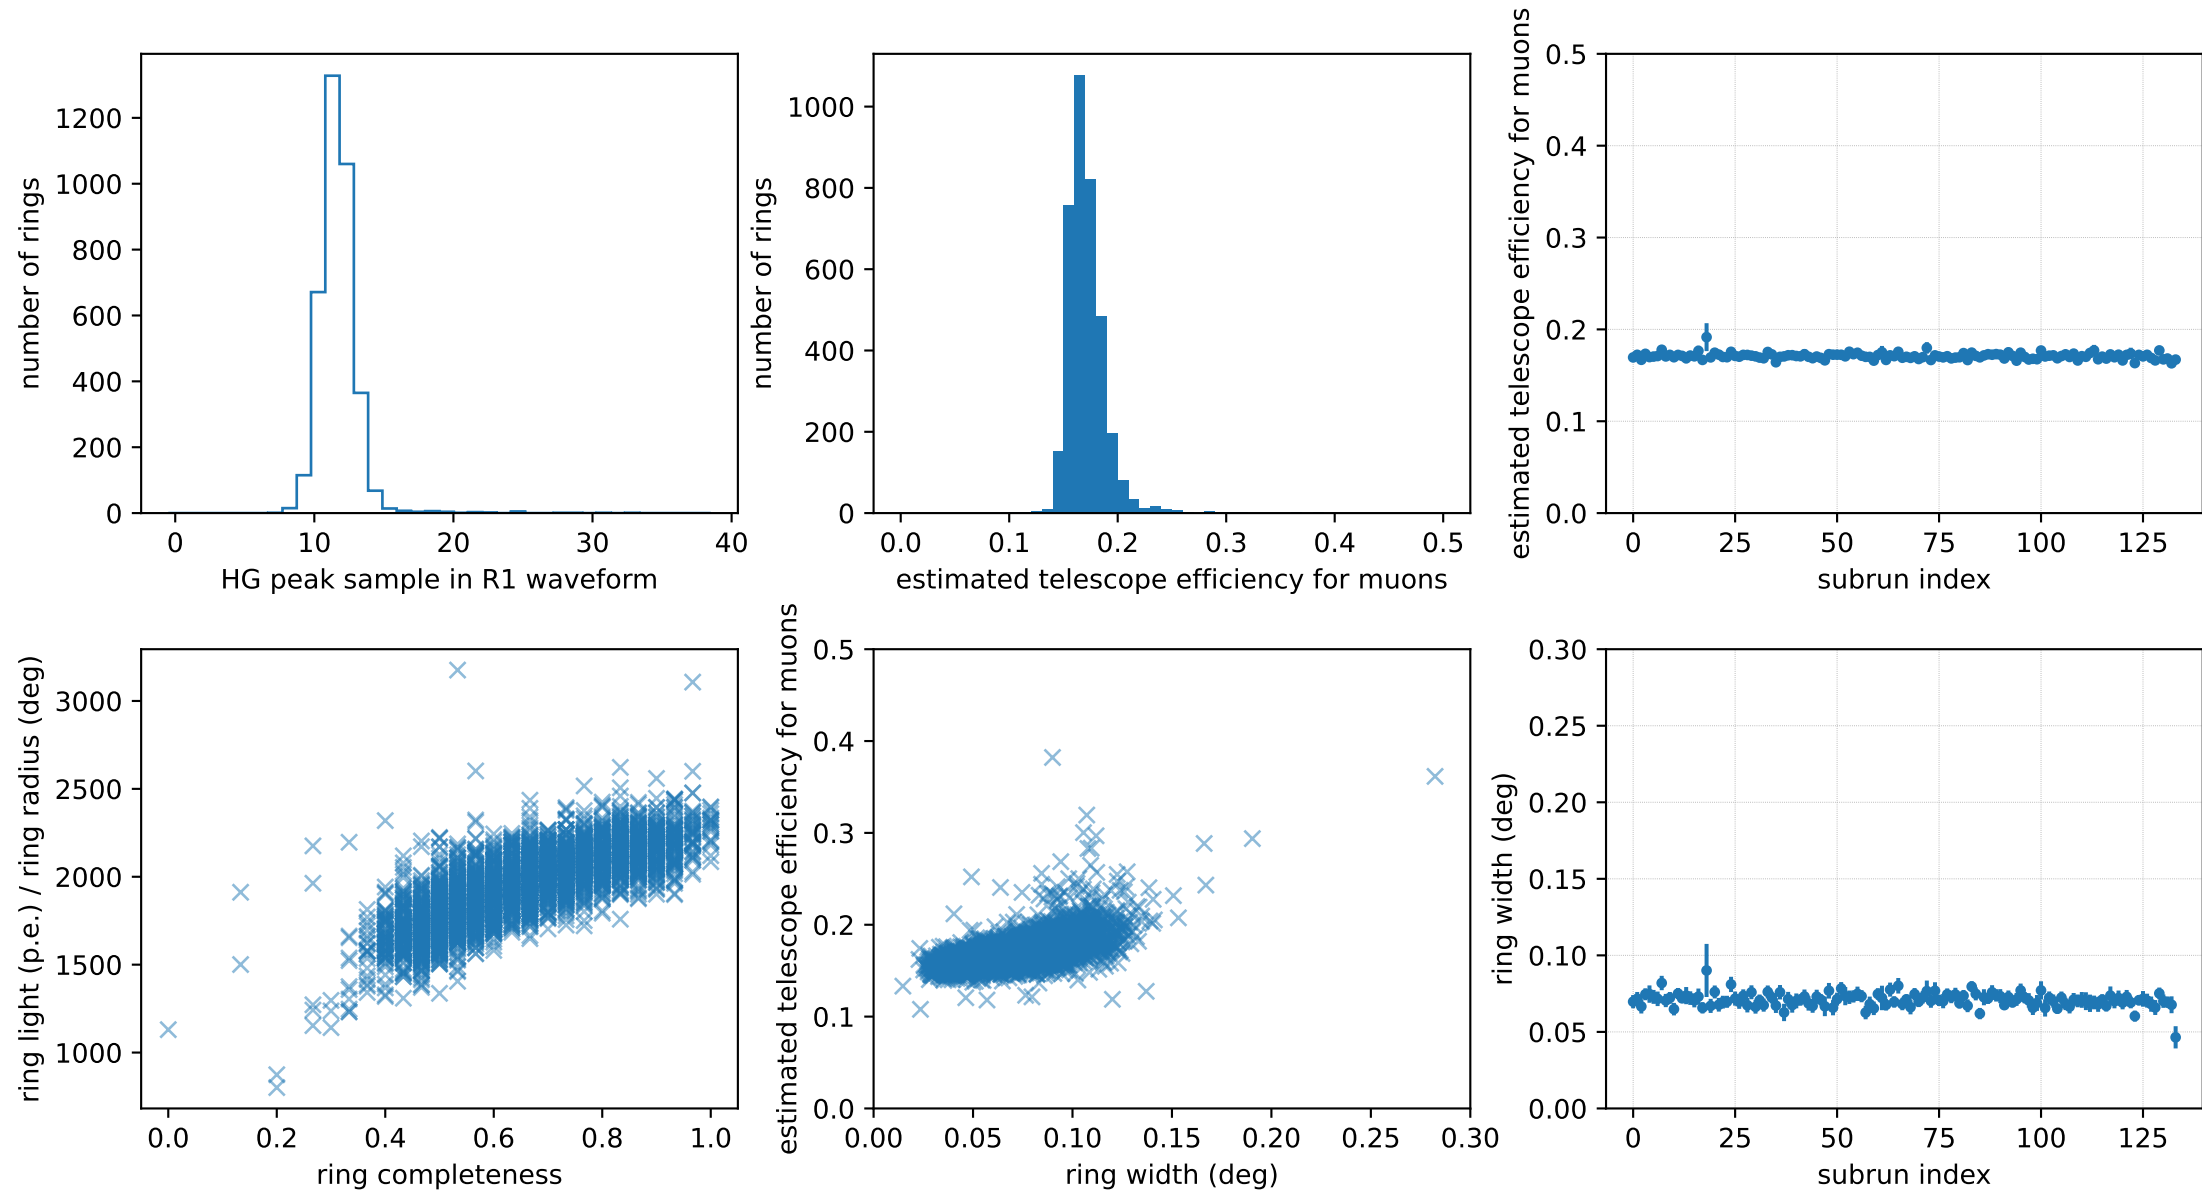 1200
1000
800
600
400
200
0
number of rings
0 10 20 30 40
HG peak sample in R1 waveform
1000
800
600
400
200
0
number of rings
0.0 0.1 0.2 0.3 0.4 0.5
estimated telescope efficiency for muons
0.5
0.4
0.3
0.2
0.1
0.0
estimated telescope efficiency for muons
0 25 50 75 100 125
subrun index
3000
2500
2000
1500
1000
ring light (p.e.) / ring radius (deg)
0.0 0.2 0.4 0.6 0.8 1.0
ring completeness
0.5
0.4
0.3
0.2
0.1
0.0
estimated telescope efficiency for muons
0.00 0.05 0.10 0.15 0.20 0.25 0.30
ring width (deg)
0.30
0.25
0.20
0.15
0.10
0.05
0.00
ring width (deg)
0 25 50 75 100 125
subrun index